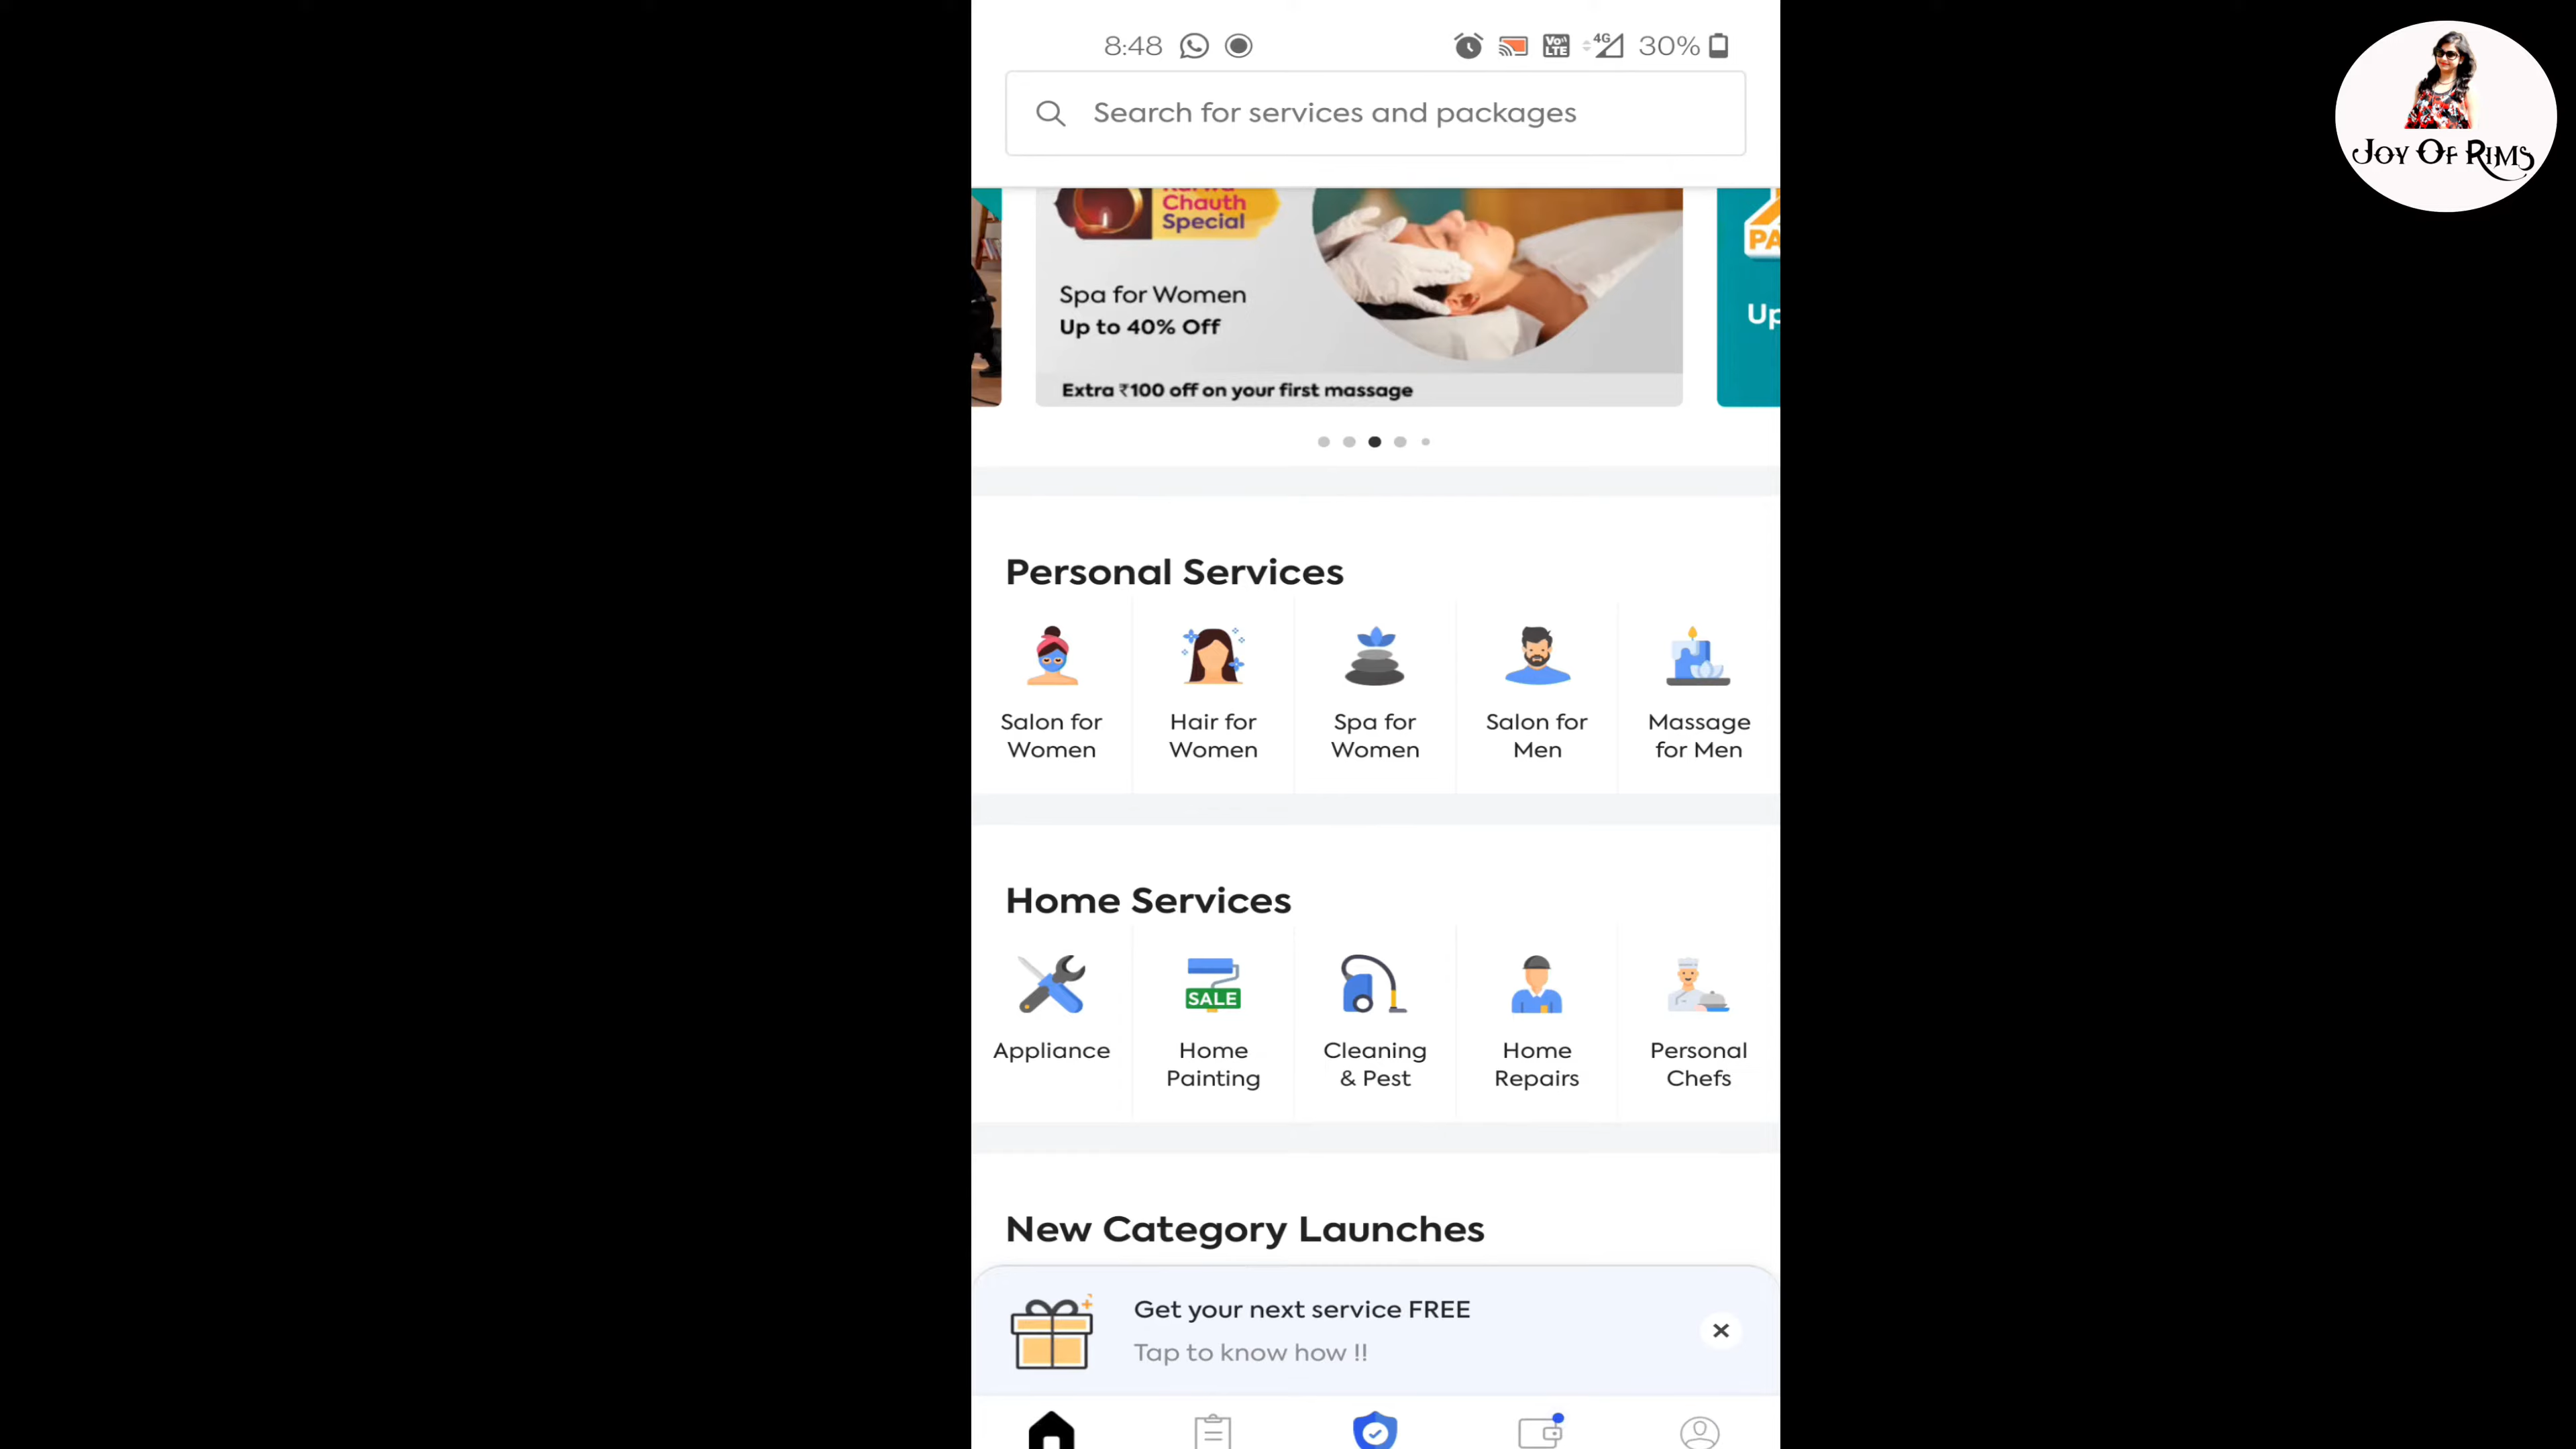 8:48
4G 30%
Vo LTE
JOY OF RIMS
Search for services and packages
Chauth
Special
Spa for Women
Up to 40% Off
Extra ₹100 off on your first massage
Personal Services
Salon for
Women
Hair for
Women
Spa for
Women
Salon for
Men
Massage
for Men
Home Services
SALE
Appliance
Home
Painting
Cleaning
& Pest
Home
Repairs
Personal
Chefs
New Category Launches
Get your next service FREE
Tap to know how !!